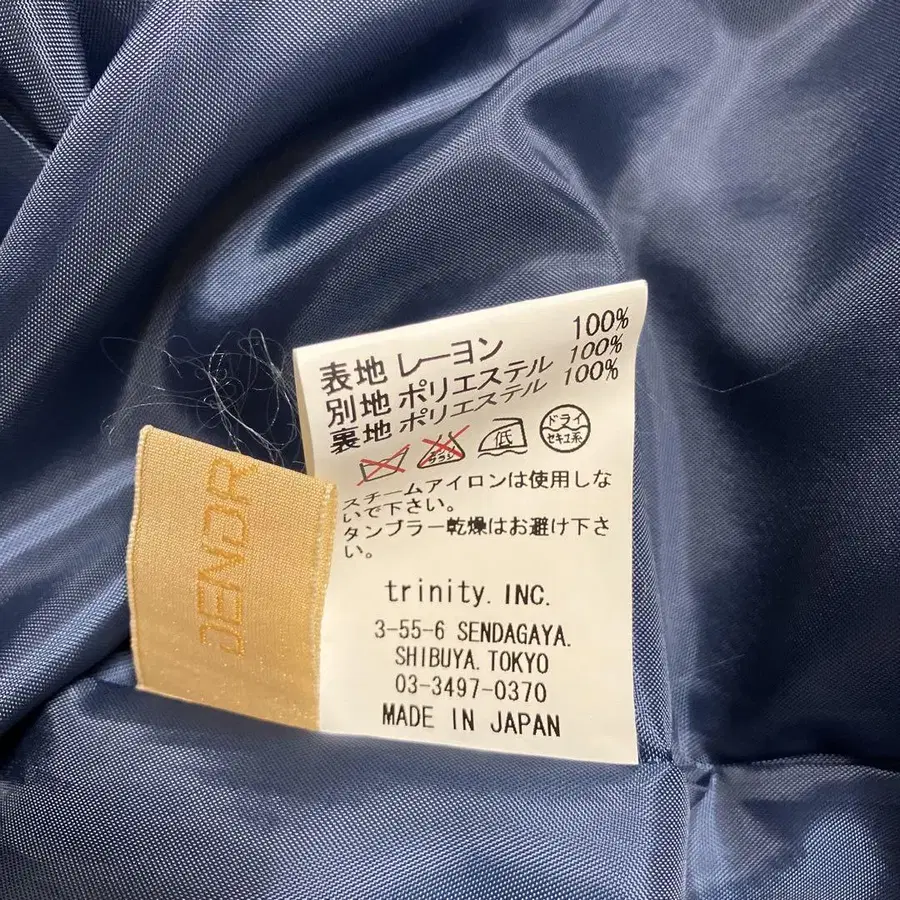 表地 レーヨン 100%
別地 ポリエステル 100%
裏地 ポリエステル 100%
低
ドライ
セキユ系
スチームアイロンは使用しな
いで下さい。
タンブラー乾燥はお避け下さ
い。
trinity. INC.
3-55-6 SENDAGAYA.
SHIBUYA. TOKYO
03-3497-0370
MADE IN JAPAN